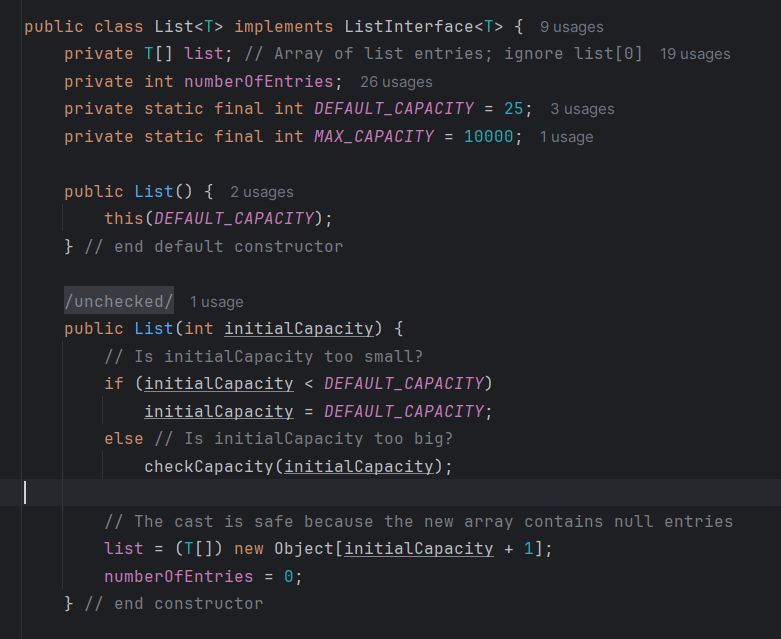 public class List<T> implements ListInterface<T> { 9 usages
private T[] list; // Array of list entries; ignore list[0] 19 usages
private int numberOfEntries; 26 usages
private static final int DEFAULT_CAPACITY = 25; 3 usages
private static final int MAX_CAPACITY = 10000; 1 usage
public List() { 2 usages
this(DEFAULT_CAPACITY);
} // end default constructor
/unchecked/ 1 usage
public List(int initialCapacity) {
// Is initialCapacity too small?
if (initialCapacity < DEFAULT_CAPACITY)
initialCapacity = DEFAULT_CAPACITY;
else // Is initialCapacity too big?
checkCapacity(initialCapacity);
// The cast is safe because the new array contains null entries
list = (T[]) new Object[initialCapacity + 1];
numberOfEntries = 0;
} // end constructor